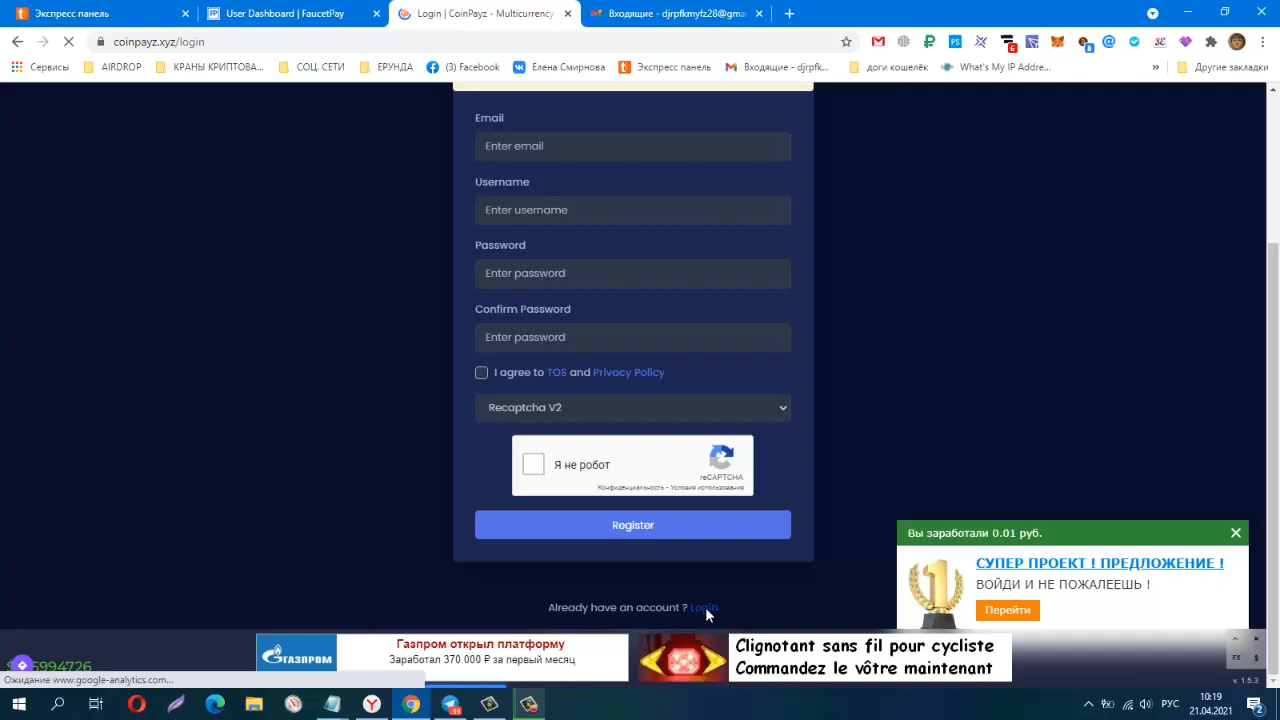 Экспресс панель
User Dashboard | FaucetPay
Login | CoinPayz - Multicurrency
Входящие - djrpfkmyfz28@gma
coinpayz.xyz/login
Сервисы
AIRDROP
КРАНЫ КРИПТОВА...
СОЦ. СЕТИ
ЕРУНДА
(3) Facebook
Елена Смирнова
Экспресс панель
Входящие - djrpfk...
доги кошелёк
What's My IP Addre...
»
Другие закладки
Email
Enter email
Username
Enter username
Password
Enter password
Confirm Password
Enter password
I agree to TOS and Privacy Policy
Recaptcha V2
Я не робот
reCAPTCHA
Конфиденциальность - Условия использования
Register
Already have an account ? Login
Вы заработали 0.01 руб.
СУПЕР ПРОЕКТ ! ПРЕДЛОЖЕНИЕ !
ВОЙДИ И НЕ ПОЖАЛЕЕШЬ !
Перейти
ГАЗПРОМ
Газпром открыл платформу
Заработал 370.000 ₽ за первый месяц
Clignotant sans fil pour cycliste
Commandez le vôtre maintenant
v. 1.5.3
Ожидание www.google-analytics.com...
РУС
10:19
21.04.2021